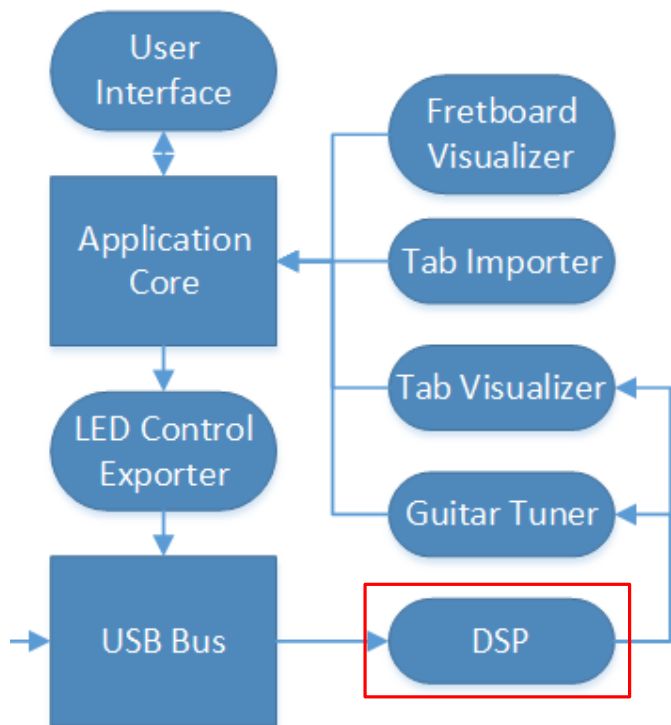 User
Interface
Fretboard
Visualizer
Application
Core
Tab Importer
Tab Visualizer
LED Control
Exporter
Guitar Tuner
USB Bus
DSP